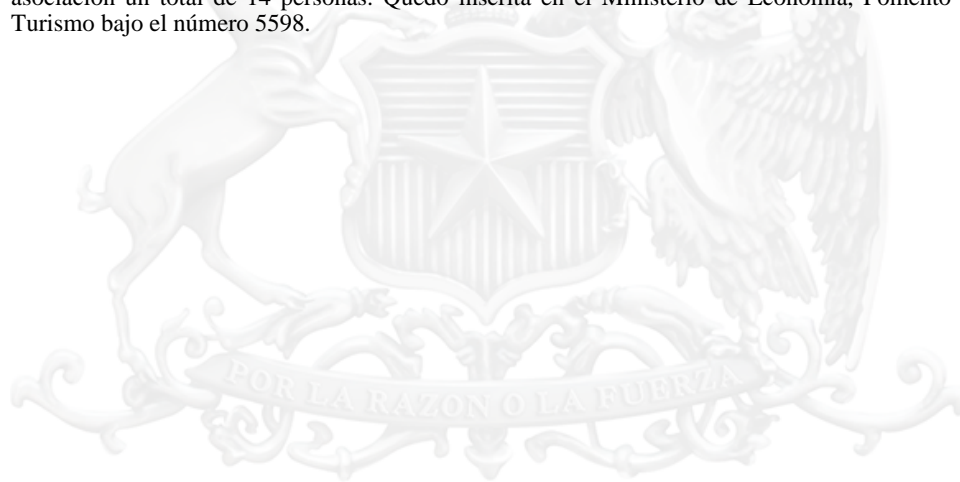 asociación un total de 14 personas. Quedó inscrita en el Ministerio de Economía, Fomento
Turismo bajo el número 5598.
POR LA RAZON O LA FUERZA